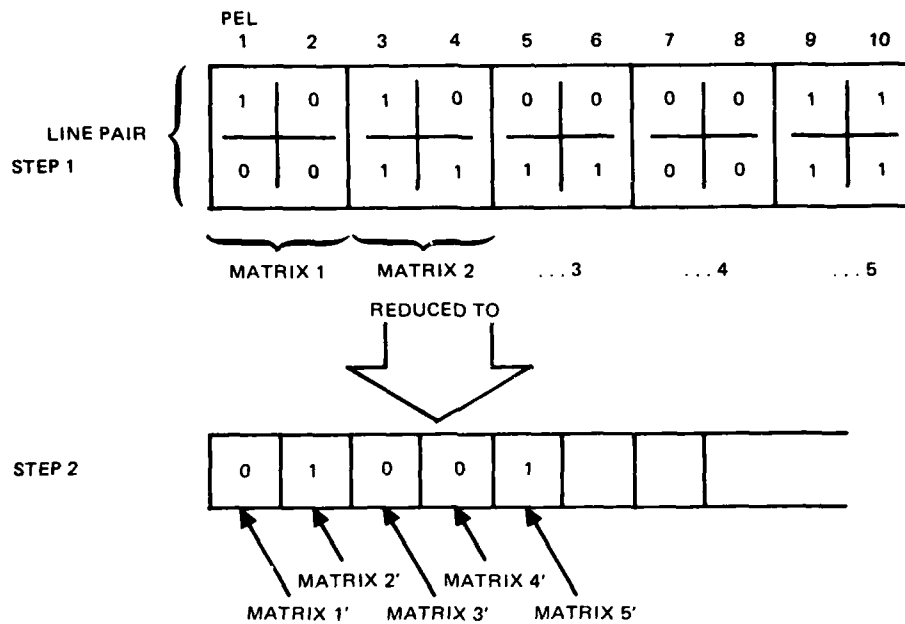 PEL
1 2 3 4 5 6 7 8 9 10
1 0 1 0 0 0 0 0 1 1
LINE PAIR
STEP 1
0 0 1 1 1 1 0 0 1 1
MATRIX 1 MATRIX 2 ...3 ...4 ...5
REDUCED TO
STEP 2 0 1 0 0 1
MATRIX 2' MATRIX 4'
MATRIX 1' MATRIX 3' MATRIX 5'